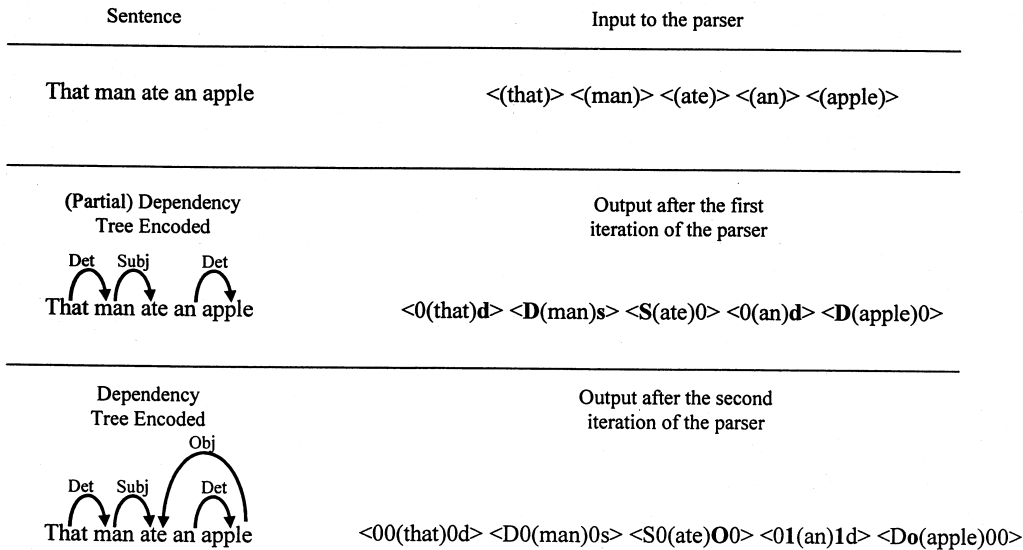 Sentence
Input to the parser
That man ate an apple
<(that)> <(man)> <(ate)> <(an)> <(apple)>
(Partial) Dependency
Tree Encoded
Output after the first
iteration of the parser
Det Subj Det
That man ate an apple
<0(that)d> <D(man)s> <S(ate)0> <0(an)d> <D(apple)0>
Dependency
Tree Encoded
Output after the second
iteration of the parser
Obj
Det Subj Det
That man ate an apple
<00(that)0d> <D0(man)0s> <S0(ate)O0> <01(an)1d> <Do(apple)00>